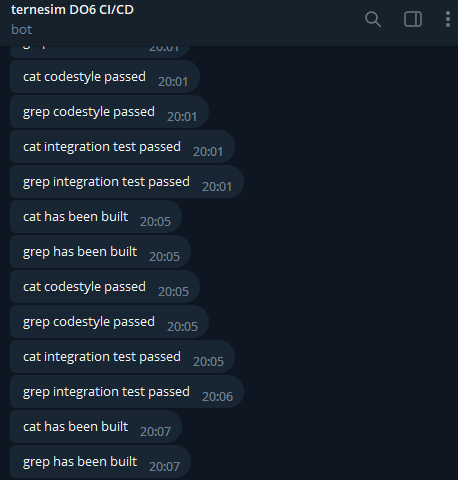 ternesim DO6 CI/CD
bot
20:01
cat codestyle passed 20:01
grep codestyle passed 20:01
cat integration test passed 20:01
grep integration test passed 20:01
cat has been built 20:05
grep has been built 20:05
cat codestyle passed 20:05
grep codestyle passed 20:05
cat integration test passed 20:05
grep integration test passed 20:06
cat has been built 20:07
grep has been built 20:07